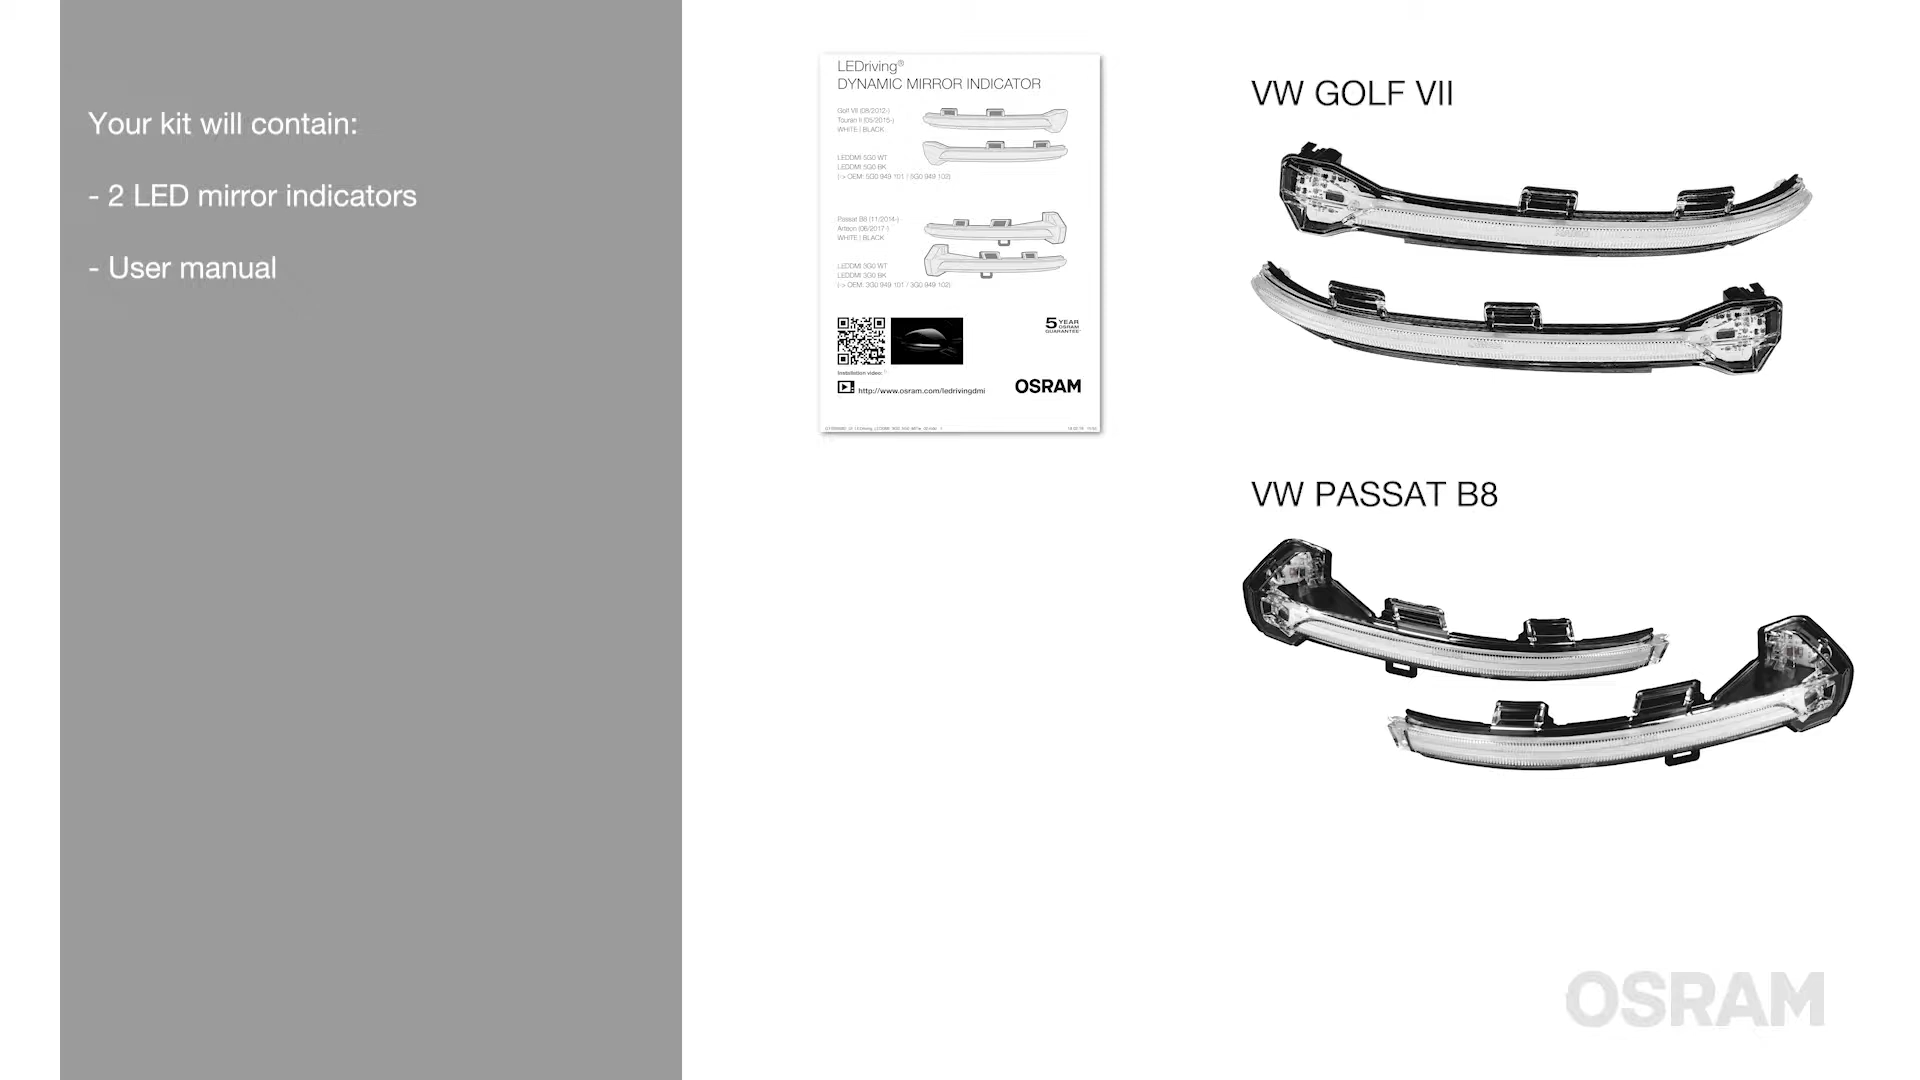 Your kit will contain:
- 2 LED mirror indicators
- User manual
LEDriving®
DYNAMIC MIRROR INDICATOR
Golf VII (08/2012-)
Touran II (05/2015-)
WHITE | BLACK
LEDDMI 5G0 WT
LEDDMI 5G0 BK
(-> OEM: 5G0 949 101 / 5G0 949 102)
Passat B8 (11/2014-)
Arteon (06/2017-)
WHITE | BLACK
LEDDMI 3G0 WT
LEDDMI 3G0 BK
(-> OEM: 3G0 949 101 / 3G0 949 102)
5 YEAR
OSRAM
GUARANTEE
Installation video:
http://www.osram.com/ledrivingdmi
OSRAM
VW GOLF VII
VW PASSAT B8
OSRAM